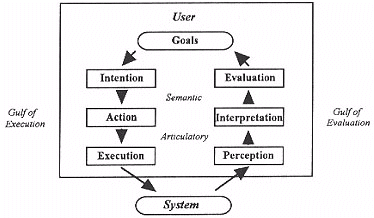 User
Goals
Intention
Evaluation
Semantic
Gulf of
Execution
Action
Interpretation
Gulf of
Evaluation
Articulatory
Execution
Perception
System